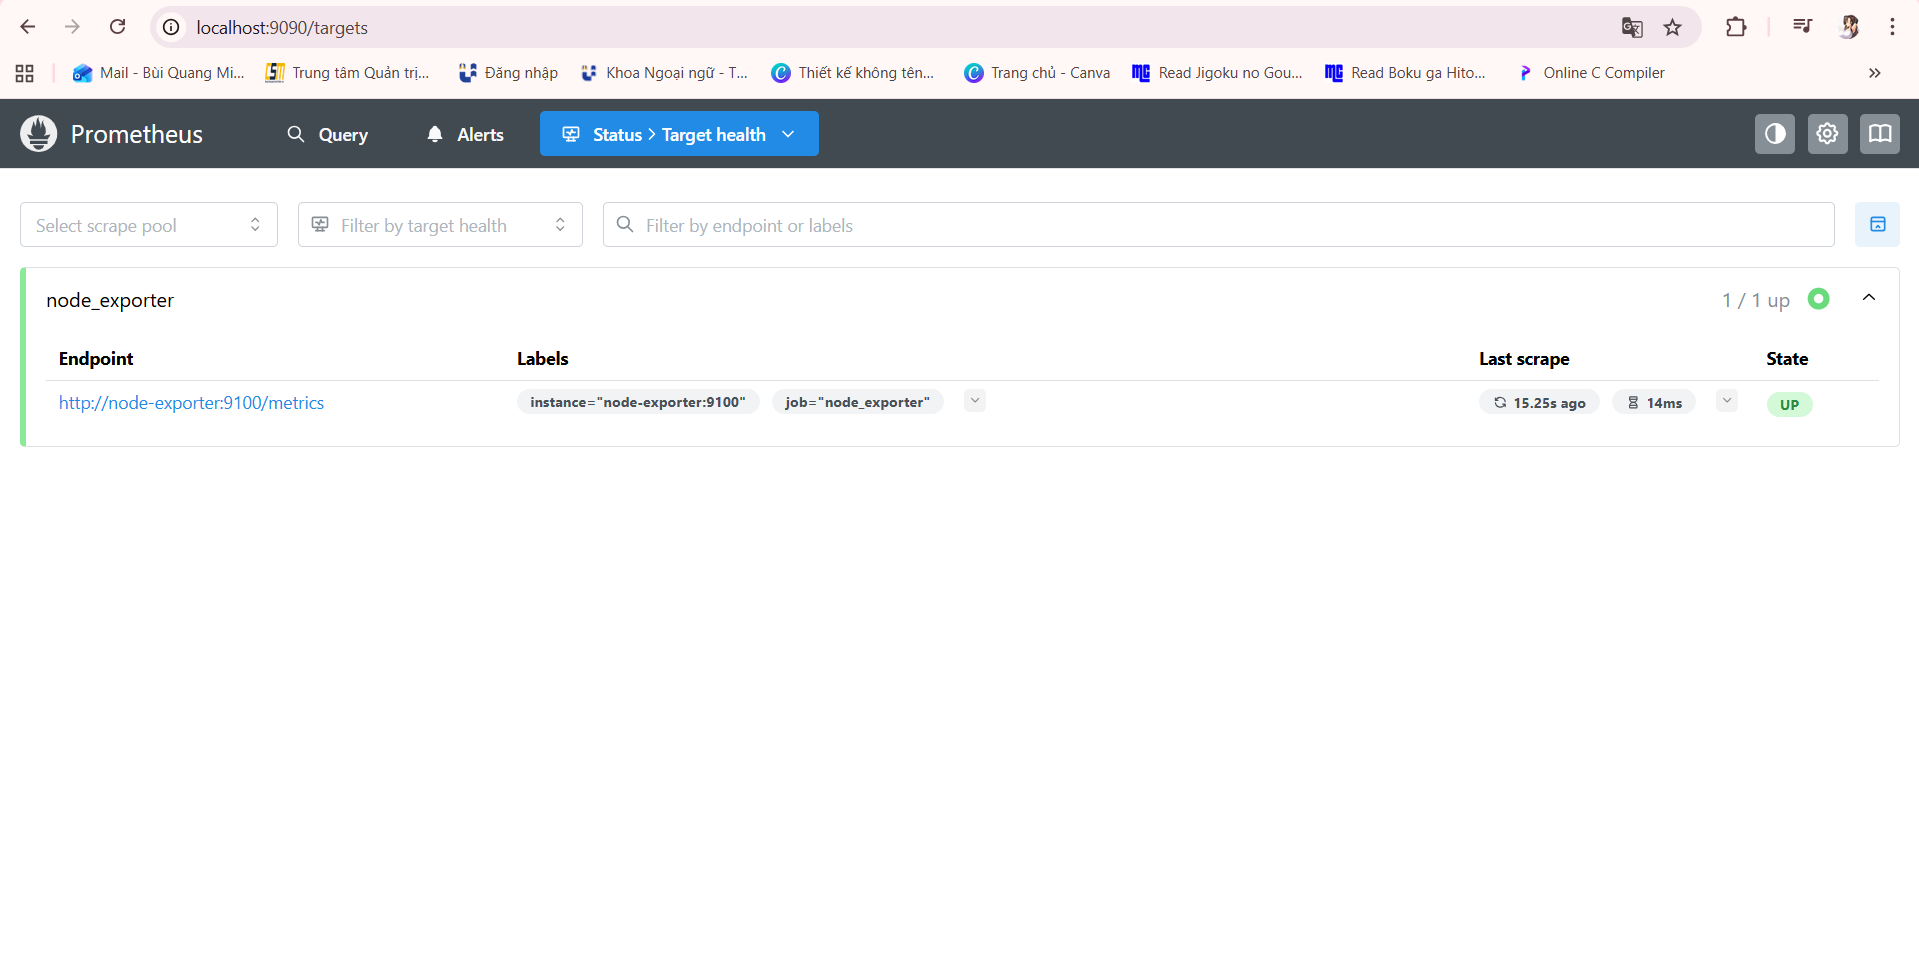 localhost:9090/targets
Mail - Bùi Quang Mi... Trung tâm Quản trị... Đăng nhập Khoa Ngoại ngữ - T... Thiết kế không tên... Trang chủ - Canva Read Jigoku no Gou... Read Boku ga Hito... Online C Compiler
Prometheus Query Alerts Status > Target health
Select scrape pool Filter by target health Filter by endpoint or labels
node_exporter 1 / 1 up
Endpoint Labels Last scrape State
http://node-exporter:9100/metrics instance="node-exporter:9100" job="node_exporter" 15.25s ago 14ms UP